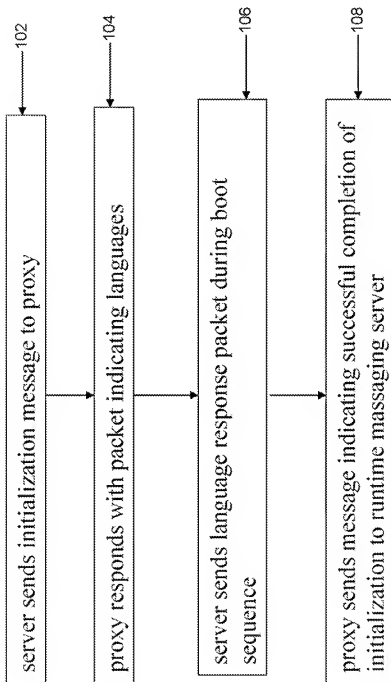 server sends initialization message to proxy
102
proxy responds with packet indicating languages
104
server sends language response packet during boot
sequence
106
proxy sends message indicating successful completion of
initialization to runtime massaging server
108